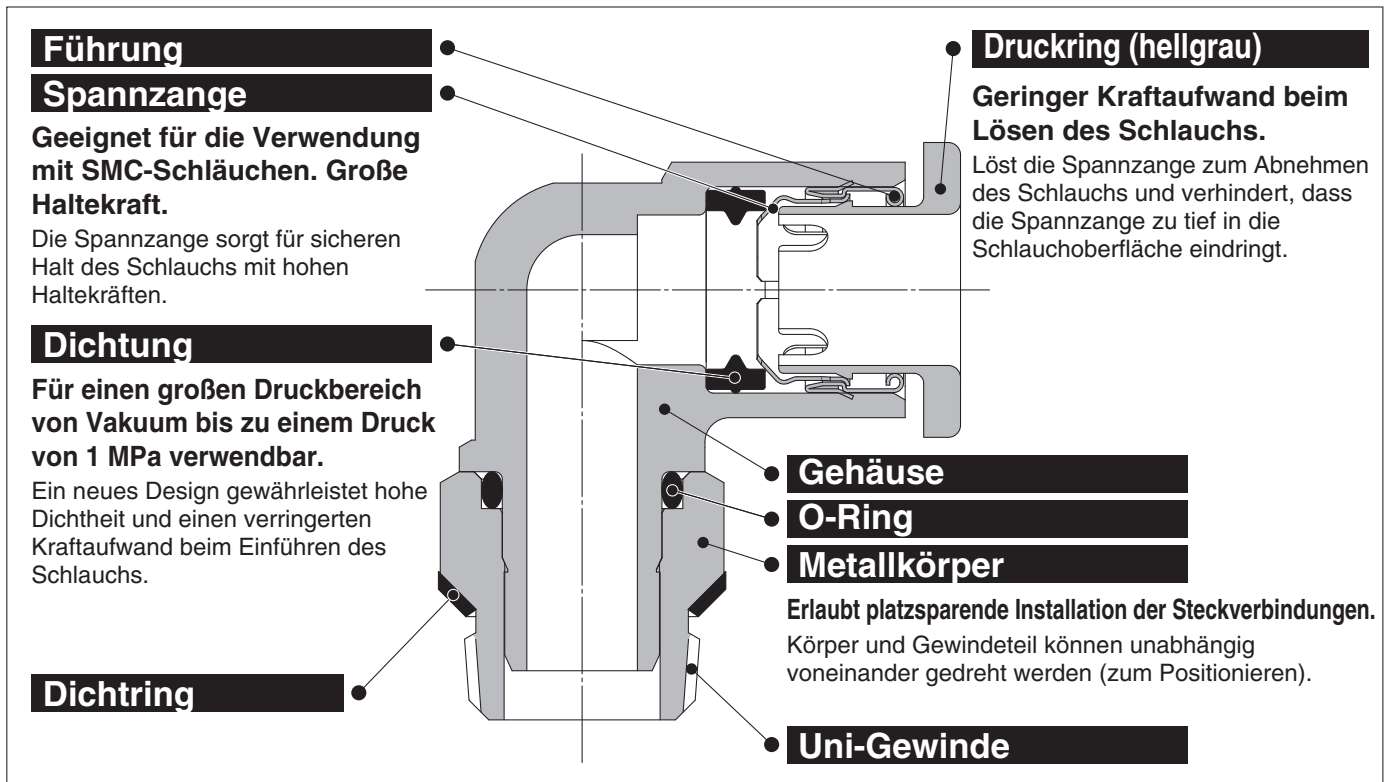 Führung
Spannzange
Geeignet für die Verwendung
mit SMC-Schläuchen. Große
Haltekraft.
Die Spannzange sorgt für sicheren
Halt des Schlauchs mit hohen
Haltekräften.
Dichtung
Für einen großen Druckbereich
von Vakuum bis zu einem Druck
von 1 MPa verwendbar.
Ein neues Design gewährleistet hohe
Dichtheit und einen verringerten
Kraftaufwand beim Einführen des
Schlauchs.
Dichtring
Druckring (hellgrau)
Geringer Kraftaufwand beim
Lösen des Schlauchs.
Löst die Spannzange zum Abnehmen
des Schlauchs und verhindert, dass
die Spannzange zu tief in die
Schlauchoberfläche eindringt.
Gehäuse
O-Ring
Metallkörper
Erlaubt platzsparende Installation der Steckverbindungen.
Körper und Gewindeteil können unabhängig
voneinander gedreht werden (zum Positionieren).
Uni-Gewinde